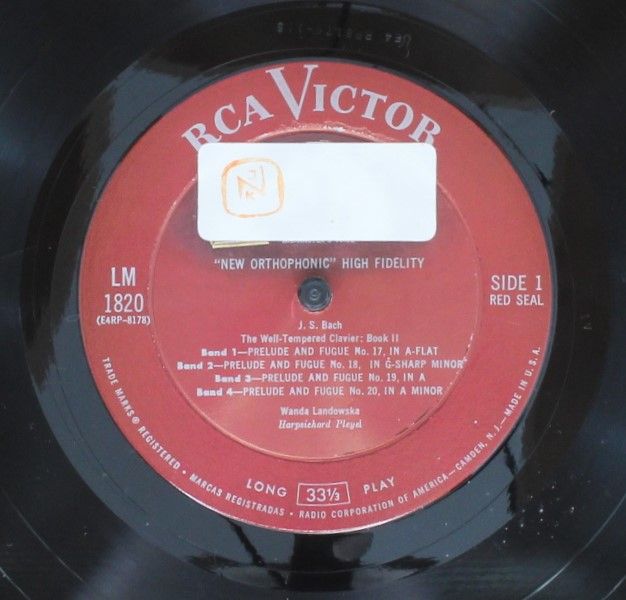 RCA VICTOR
"NEW ORTHOPHONIC" HIGH FIDELITY
LM
1820
(E4RP-8178)
SIDE 1
RED SEAL
J. S. Bach
The Well-Tempered Clavier: Book II
Band 1—PRELUDE AND FUGUE No. 17, IN A-FLAT
Band 2—PRELUDE AND FUGUE No. 18, IN G-SHARP MINOR
Band 3—PRELUDE AND FUGUE No. 19, IN A
Band 4—PRELUDE AND FUGUE No. 20, IN A MINOR
Wanda Landowska
Harpsichord Pleyel
LONG 33⅓ PLAY
TRADE MARKS ® REGISTERED • MARCAS REGISTRADAS • RADIO CORPORATION OF AMERICA—CAMDEN, N. J.—MADE IN U.S.A.